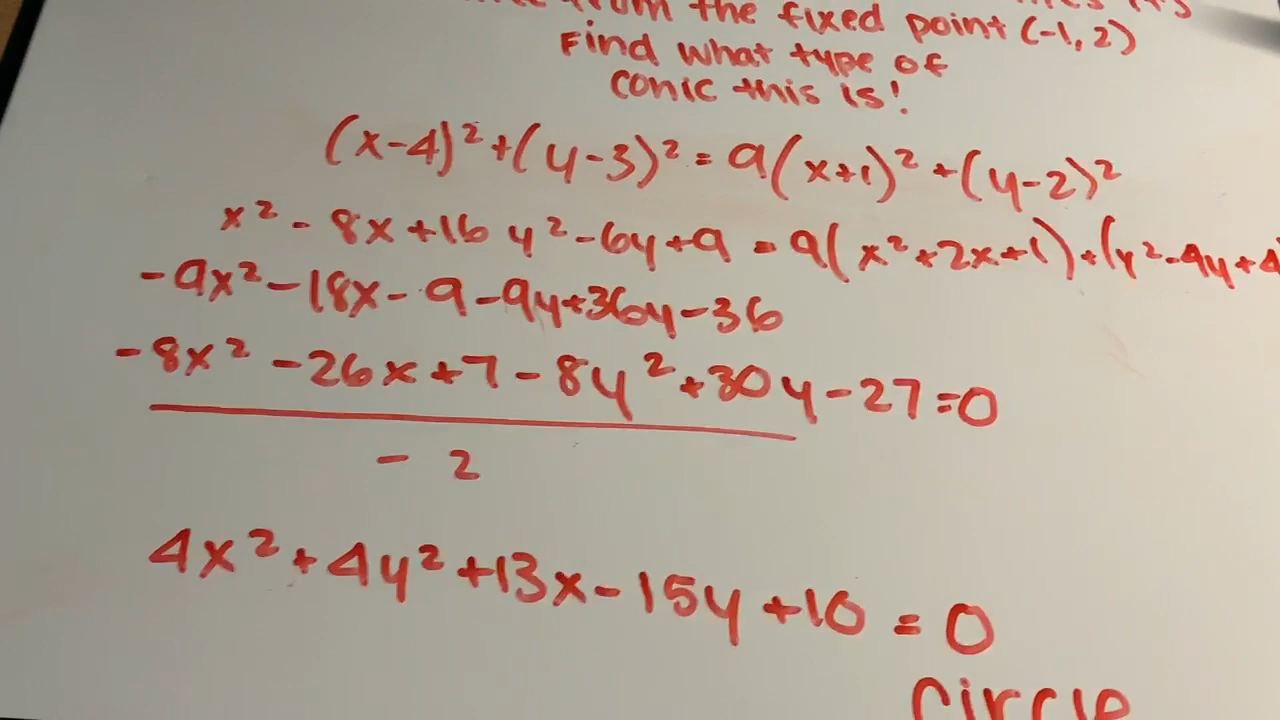 from the fixed point (-1, 2)
Find what type of
conic this is!
(x-4)² + (y-3)² = 9(x+1)² + (y-2)²
x² - 8x + 16 y² - 6y + 9 = 9(x² + 2x + 1) + (y² - 4y + 4
- 9x² - 18x - 9 - 9y + 36y - 36
- 8x² - 26x + 7 - 8y² + 30y - 27 = 0
- 2
4x² + 4y² + 13x - 15y + 10 = 0
circle